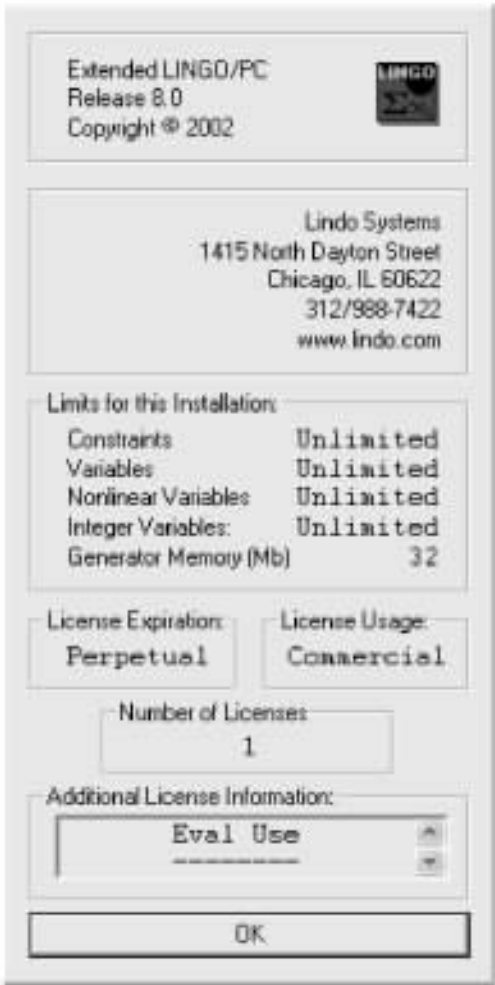 Extended LINGO/PC
Release 8.0
Copyright © 2002
LINGO
Lindo Systems
1415 North Dayton Street
Chicago, IL 60622
312/988-7422
www.lindo.com
Limits for this Installation:
Constraints Unlimited
Variables Unlimited
Nonlinear Variables Unlimited
Integer Variables: Unlimited
Generator Memory (Mb) 32
License Expiration: License Usage:
Perpetual Commercial
Number of Licenses
1
Additional License Information:
Eval Use
--------
OK